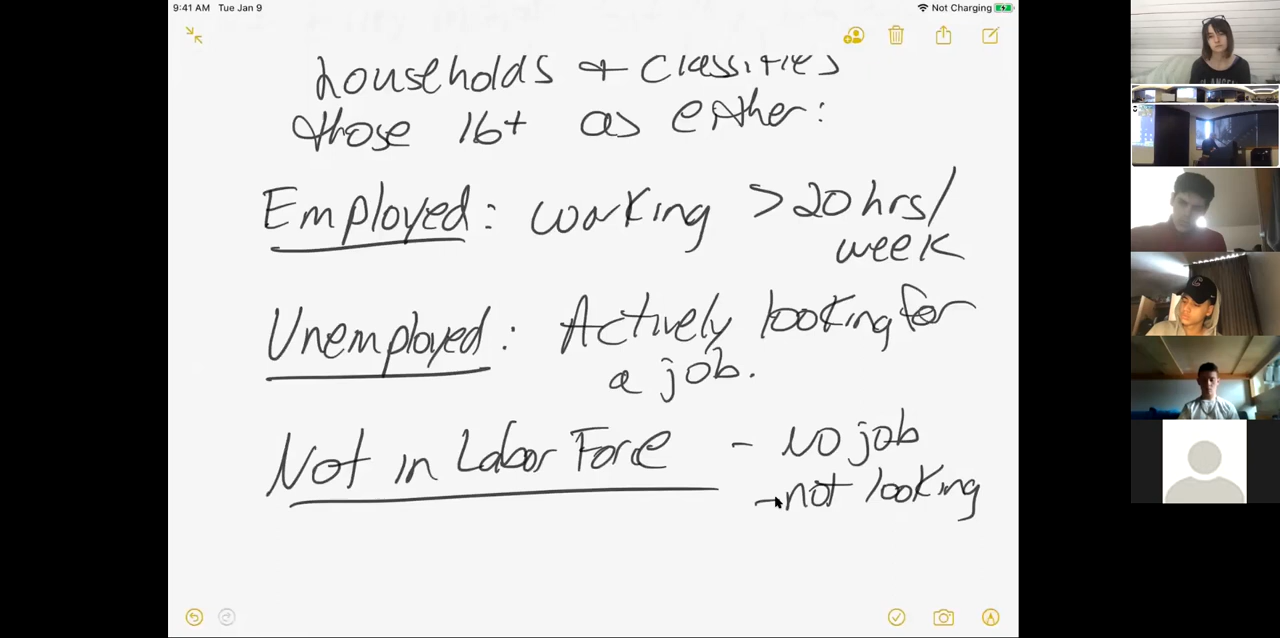 9:41 AM Tue Jan 9
Not Charging
households + classifies
those 16+ as either:
Employed: working >20 hrs/
week
Unemployed: Actively looking for
a job.
Not in Labor Force - No job
- not looking